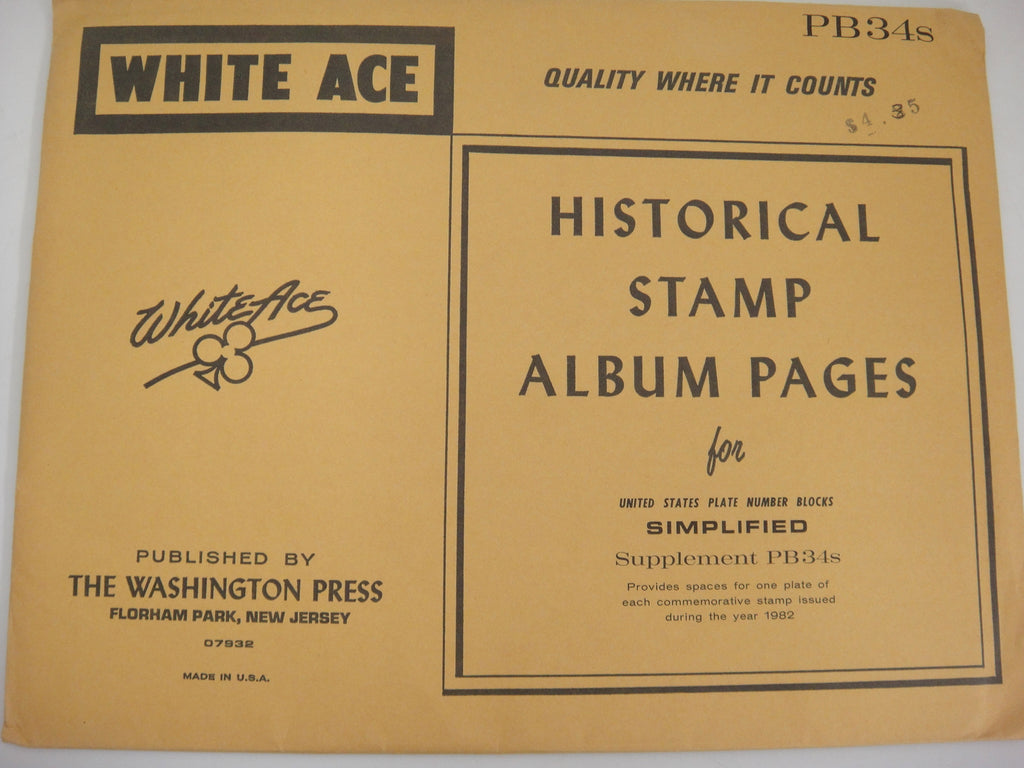 PB34s
WHITE ACE
QUALITY WHERE IT COUNTS
$4.35
HISTORICAL
STAMP
ALBUM PAGES
for
UNITED STATES PLATE NUMBER BLOCKS
SIMPLIFIED
Supplement PB34s
Provides spaces for one plate of
each commemorative stamp issued
during the year 1982
White Ace
PUBLISHED BY
THE WASHINGTON PRESS
FLORHAM PARK, NEW JERSEY
07932
MADE IN U.S.A.